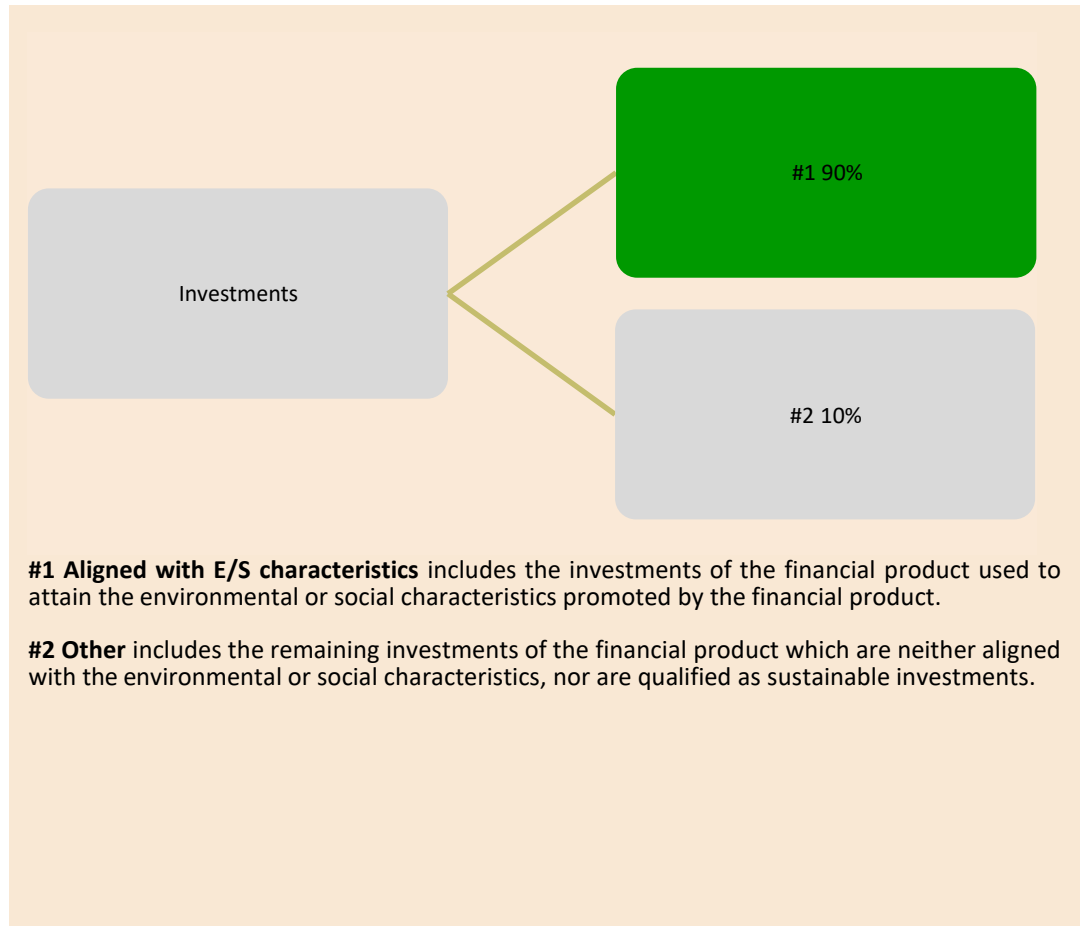 #1 90%
Investments
#2 10%
#1 Aligned with E/S characteristics includes the investments of the financial product used to
attain the environmental or social characteristics promoted by the financial product.
#2 Other includes the remaining investments of the financial product which are neither aligned
with the environmental or social characteristics, nor are qualified as sustainable investments.